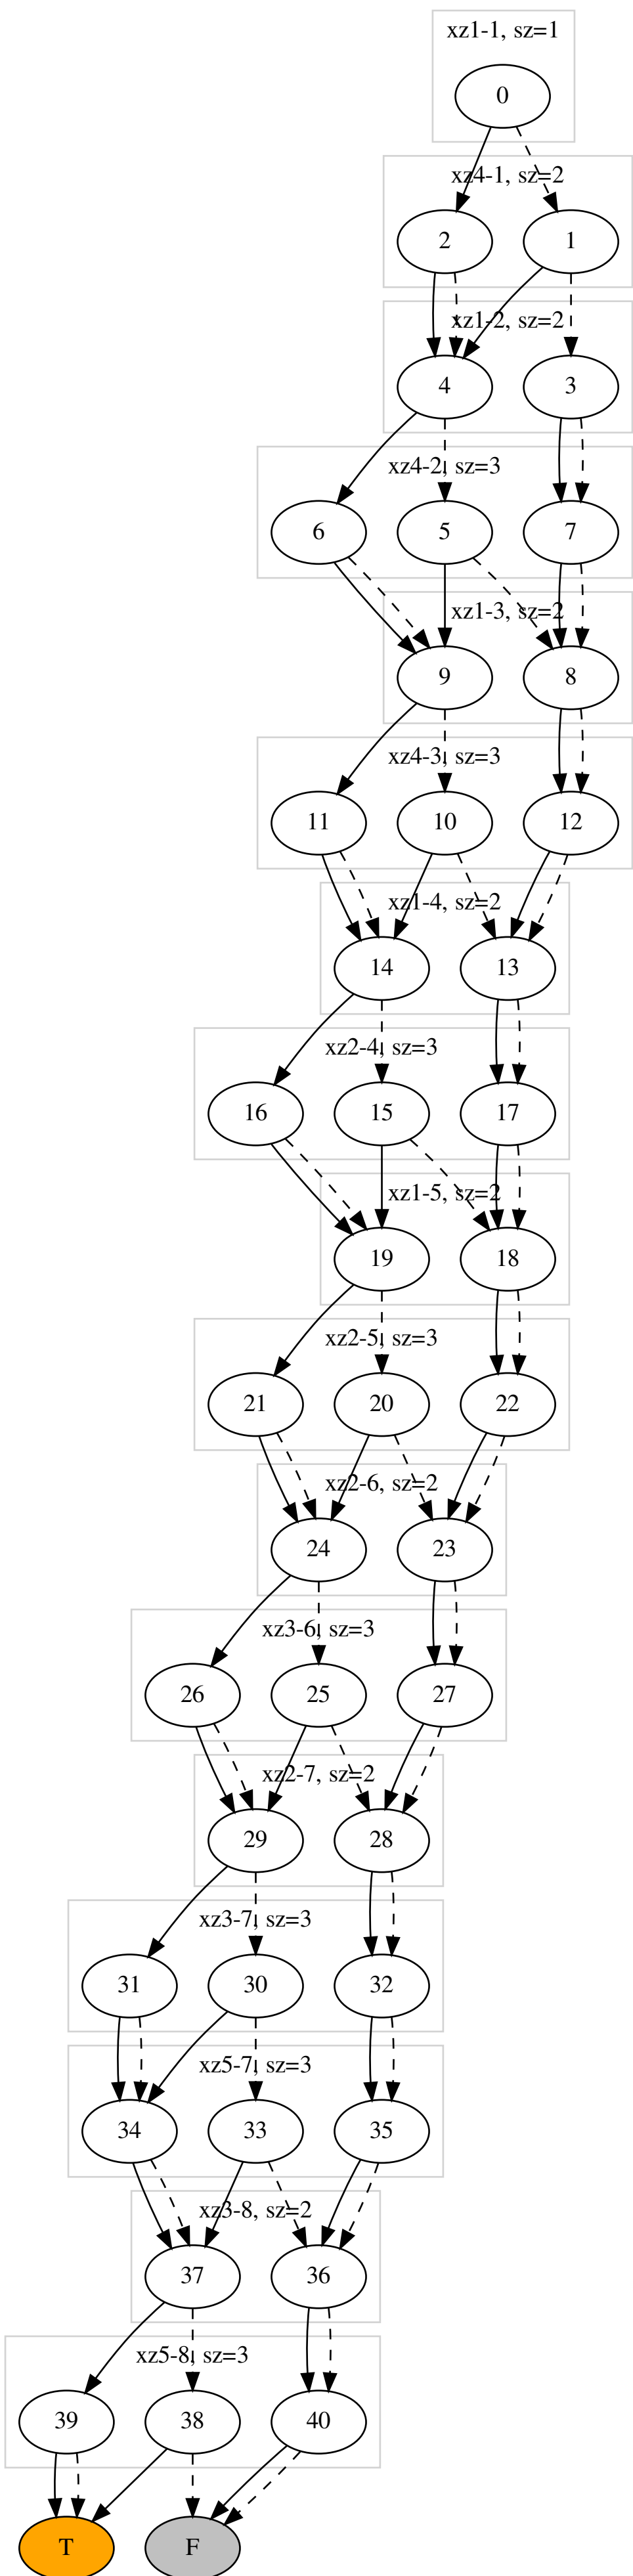 xz1-1, sz=1
0
xz4-1, sz=2
2 1
xz1-2, sz=2
4 3
xz4-2, sz=3
6 5 7
xz1-3, sz=2
9 8
xz4-3, sz=3
11 10 12
xz1-4, sz=2
14 13
xz2-4, sz=3
16 15 17
xz1-5, sz=2
19 18
xz2-5, sz=3
21 20 22
xz2-6, sz=2
24 23
xz3-6, sz=3
26 25 27
xz2-7, sz=2
29 28
xz3-7, sz=3
31 30 32
xz5-7, sz=3
34 33 35
xz3-8, sz=2
37 36
xz5-8, sz=3
39 38 40
T F